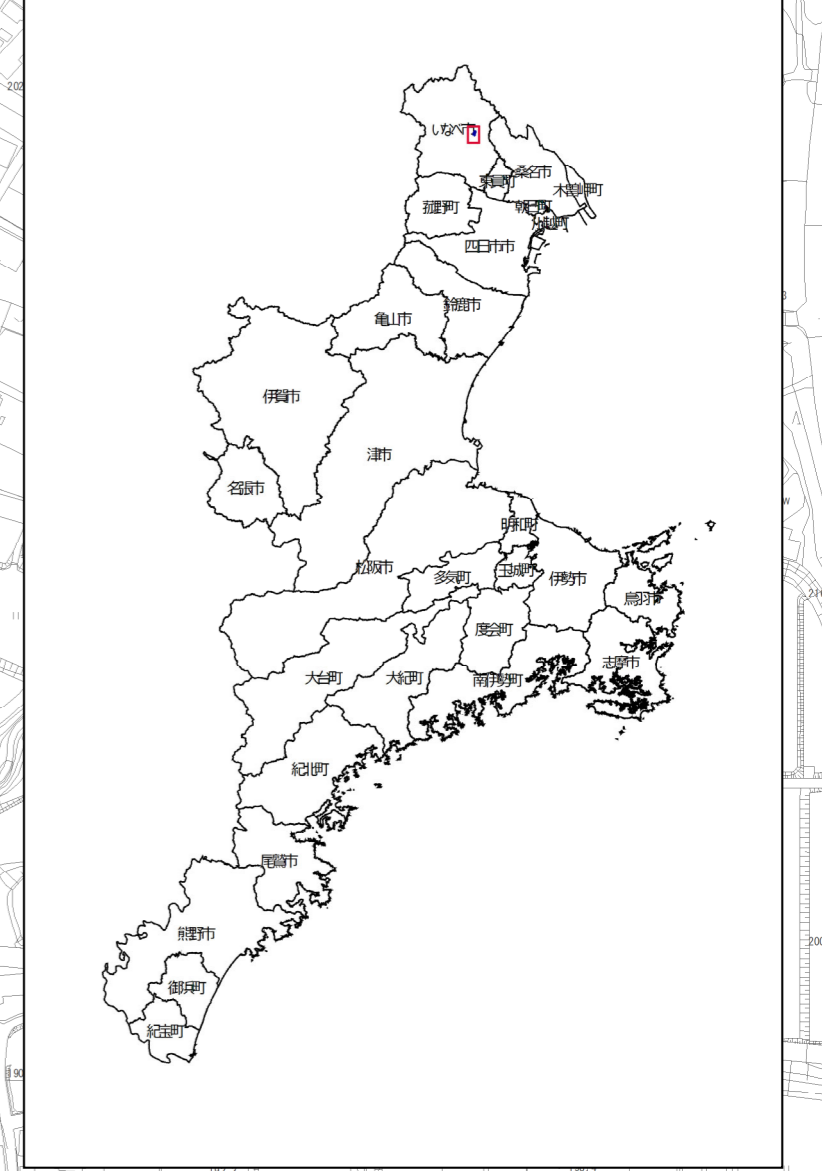 いなべ市
桑名市
東員町
木曽岬町
菰野町
朝日町
川越町
四日市市
鈴鹿市
亀山市
伊賀市
津市
名張市
明和町
松阪市
多気町
玉城町
伊勢市
鳥羽市
度会町
志摩市
大台町
大紀町
南伊勢町
紀北町
尾鷲市
熊野市
御浜町
紀宝町